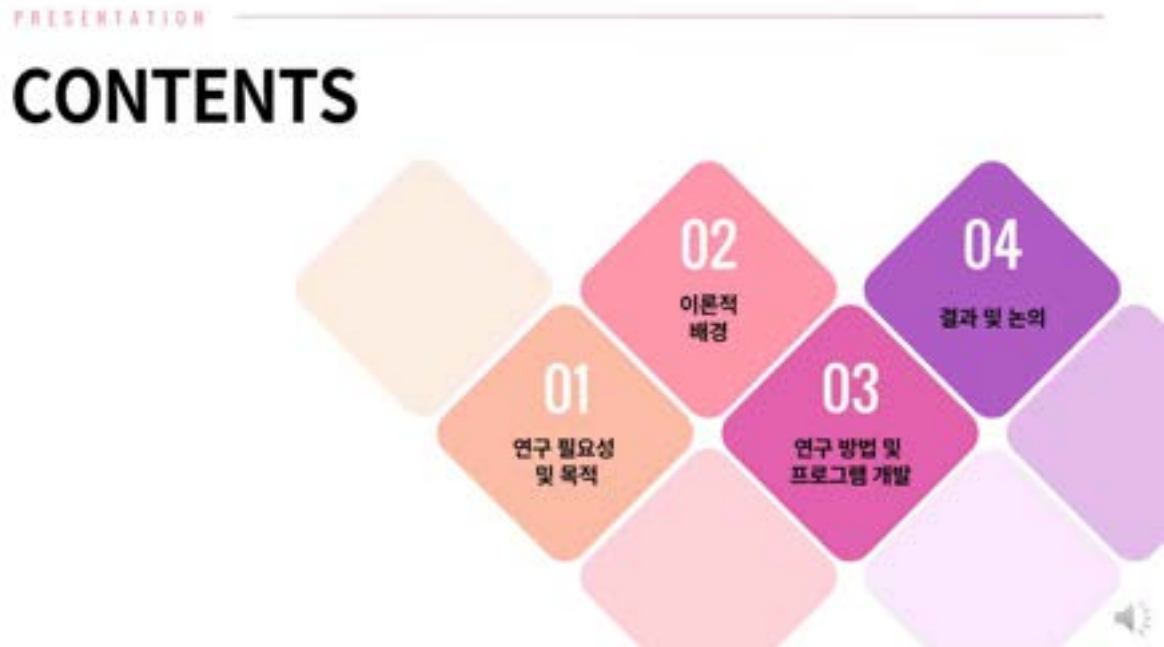 PRESENTATION
CONTENTS
01
연구 필요성
및 목적
02
이론적
배경
03
연구 방법 및
프로그램 개발
04
결과 및 논의